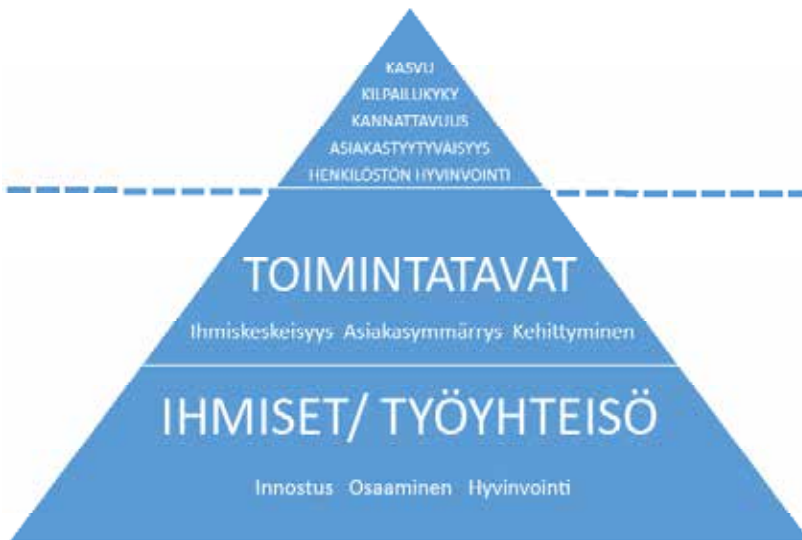 KASVU
KILPAILUKYKY
KANNATTAVUUS
ASIAKASTYYTYVÄISYYS
HENKILÖSTÖN HYVINVOINTI
TOIMINTATAVAT
Ihmiskeskeisyys Asiakasymmärrys Kehittyminen
IHMISET/ TYÖYHTEISÖ
Innostus Osaaminen Hyvinvointi